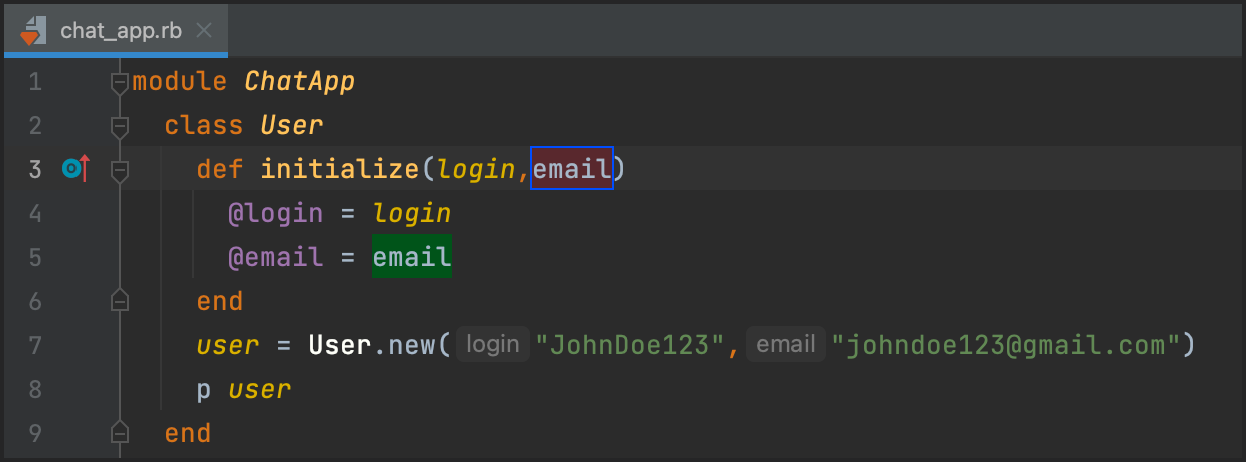 chat_app.rb
1 module ChatApp
2 class User
3 def initialize(login,email)
4 @login = login
5 @email = email
6 end
7 user = User.new( login "JohnDoe123", email "johndoe123@gmail.com")
8 p user
9 end